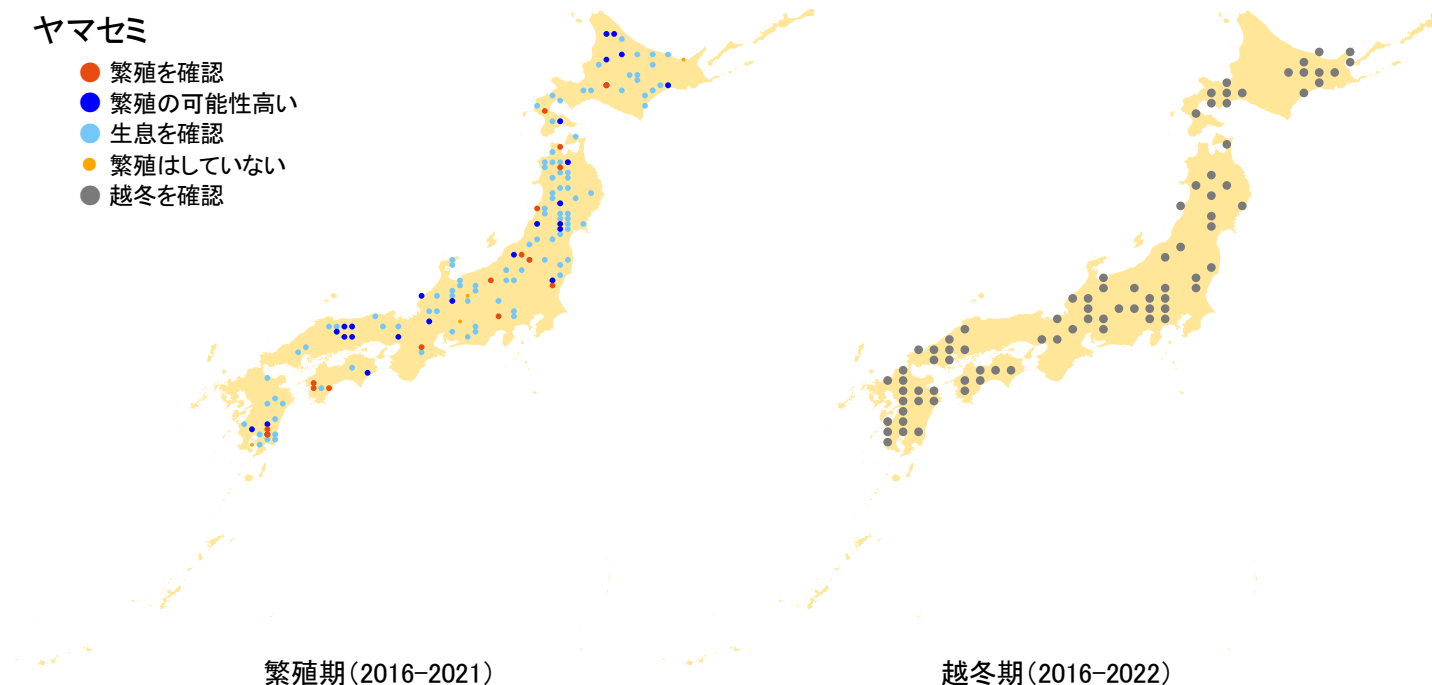 ヤマセミ
繁殖を確認
繁殖の可能性高い
生息を確認
繁殖はしていない
越冬を確認
繁殖期（2016-2021）
越冬期（2016-2022）